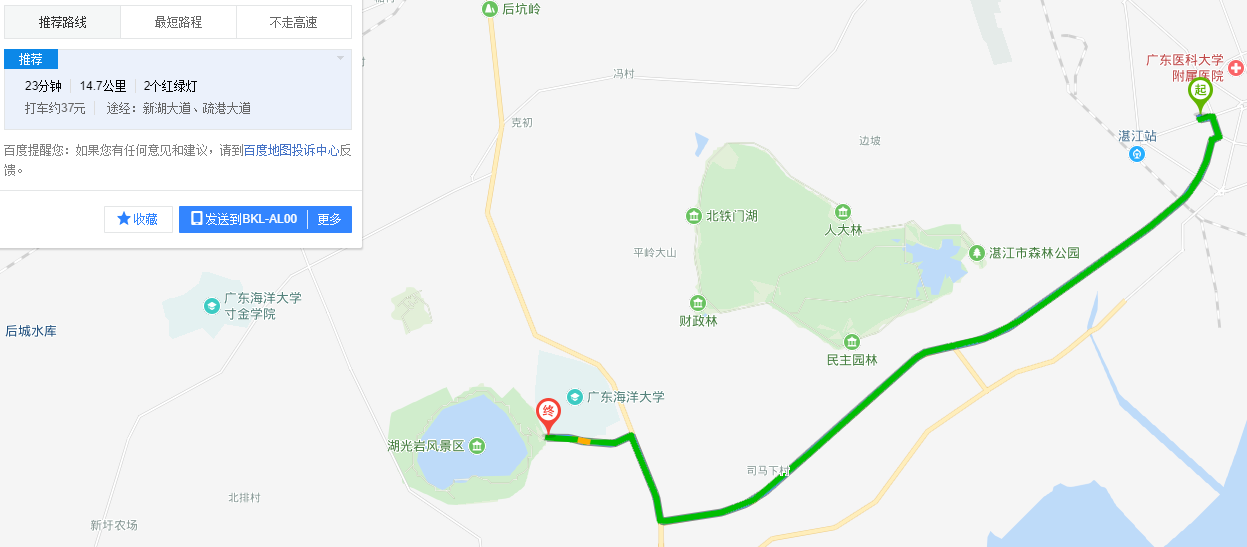 推荐路线
最短路程
不走高速
推荐
23分钟 14.7公里 2个红绿灯
打车约37元 途经：新湖大道、疏港大道
百度提醒您：如果您有任何意见和建议，请到百度地图投诉中心反
馈。
收藏
发送到BKL-AL00
更多
后坑岭
冯村
广东医科大学
附属医院
起
克初
湛江站
边坡
北铁门湖
人大林
平岭大山
湛江市森林公园
广东海洋大学
寸金学院
财政林
后城水库
民主园林
广东海洋大学
终
湖光岩风景区
司马下村
北排村
新圩农场